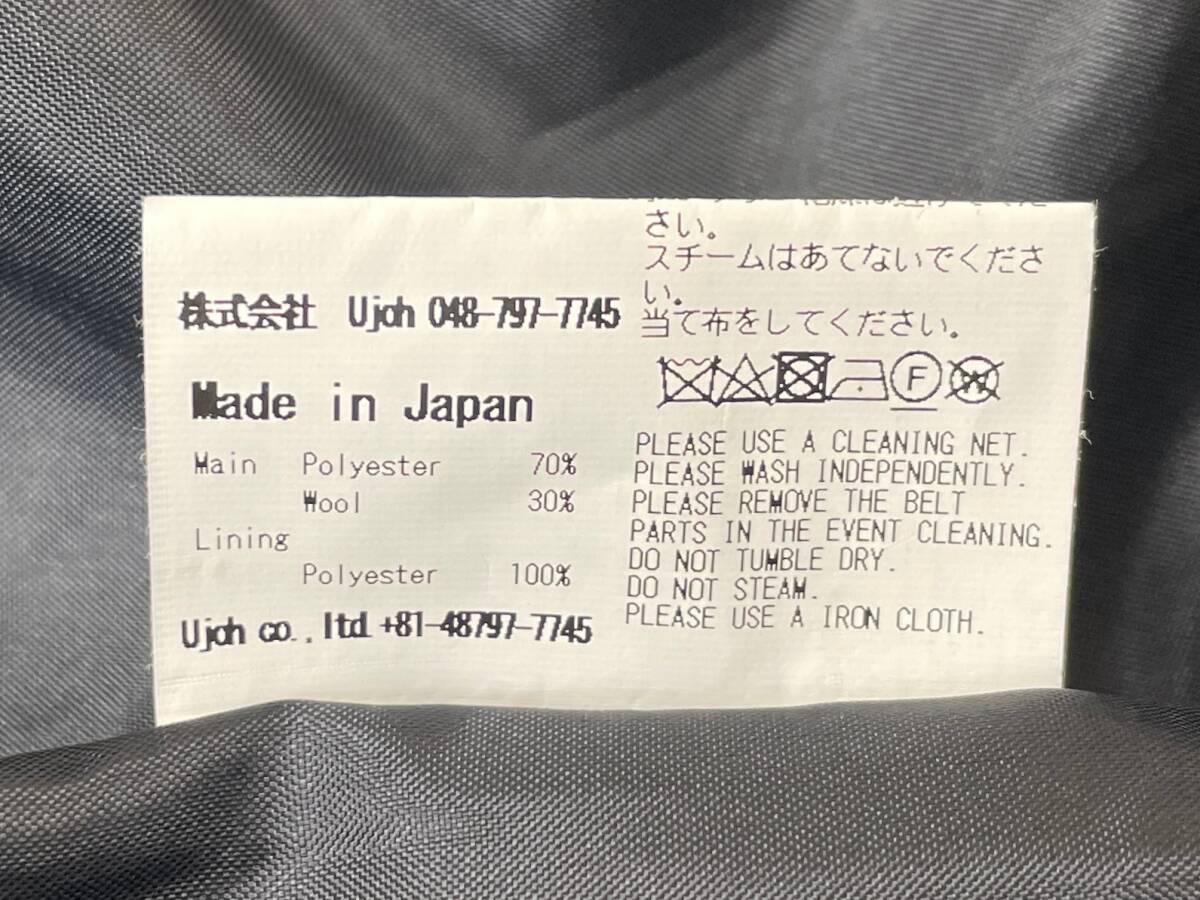 株式会社 Ujoh 048-797-7745
Made in Japan
Main Polyester 70%
Wool 30%
Lining
Polyester 100%
Ujoh co., ltd +81-48797-7745
さい。
スチームはあてないでくださ
い。
当て布をしてください。
F W
PLEASE USE A CLEANING NET.
PLEASE WASH INDEPENDENTLY.
PLEASE REMOVE THE BELT
PARTS IN THE EVENT CLEANING.
DO NOT TUMBLE DRY.
DO NOT STEAM.
PLEASE USE A IRON CLOTH.